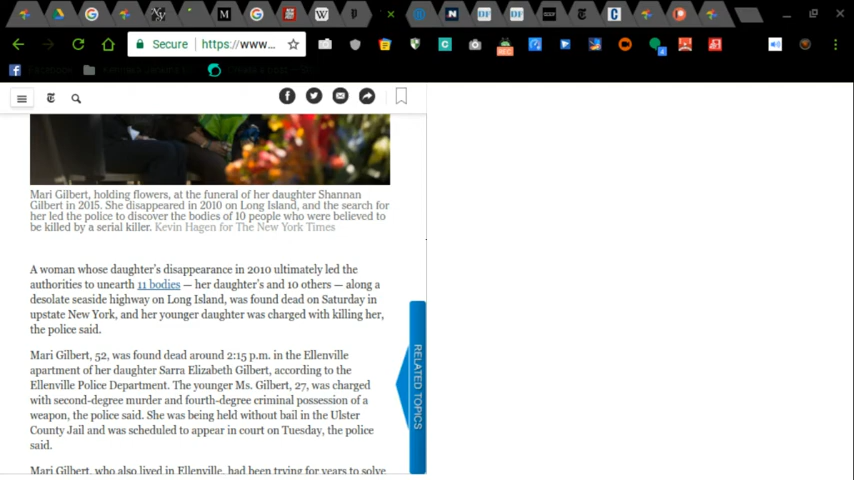 Secure
https://www...
Mari Gilbert, holding flowers, at the funeral of her daughter Shannan
Gilbert in 2015. She disappeared in 2010 on Long Island, and the search for
her led the police to discover the bodies of 10 people who were believed to
be killed by a serial killer. Kevin Hagen for The New York Times
A woman whose daughter’s disappearance in 2010 ultimately led the
authorities to unearth 11 bodies — her daughter’s and 10 others — along a
desolate seaside highway on Long Island, was found dead on Saturday in
upstate New York, and her younger daughter was charged with killing her,
the police said.
Mari Gilbert, 52, was found dead around 2:15 p.m. in the Ellenville
apartment of her daughter Sarra Elizabeth Gilbert, according to the
Ellenville Police Department. The younger Ms. Gilbert, 27, was charged
with second-degree murder and fourth-degree criminal possession of a
weapon, the police said. She was being held without bail in the Ulster
County Jail and was scheduled to appear in court on Tuesday, the police
said.
Mari Gilbert, who also lived in Ellenville, had been trying for years to solve
RELATED TOPICS